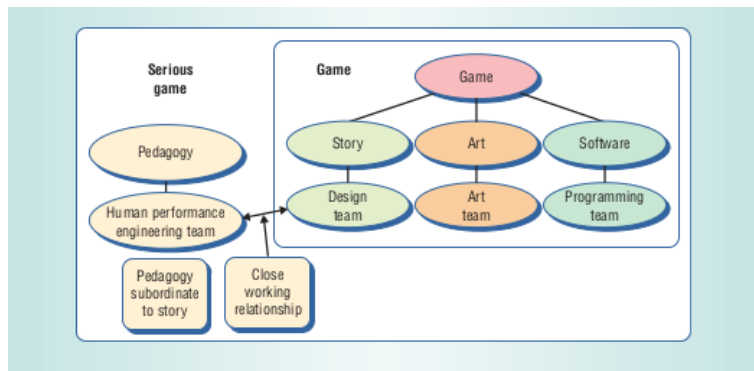 Serious
game
Game
Game
Pedagogy
Story
Art
Software
Human performance
engineering team
Design
team
Art
team
Programming
team
Pedagogy
subordinate
to story
Close
working
relationship